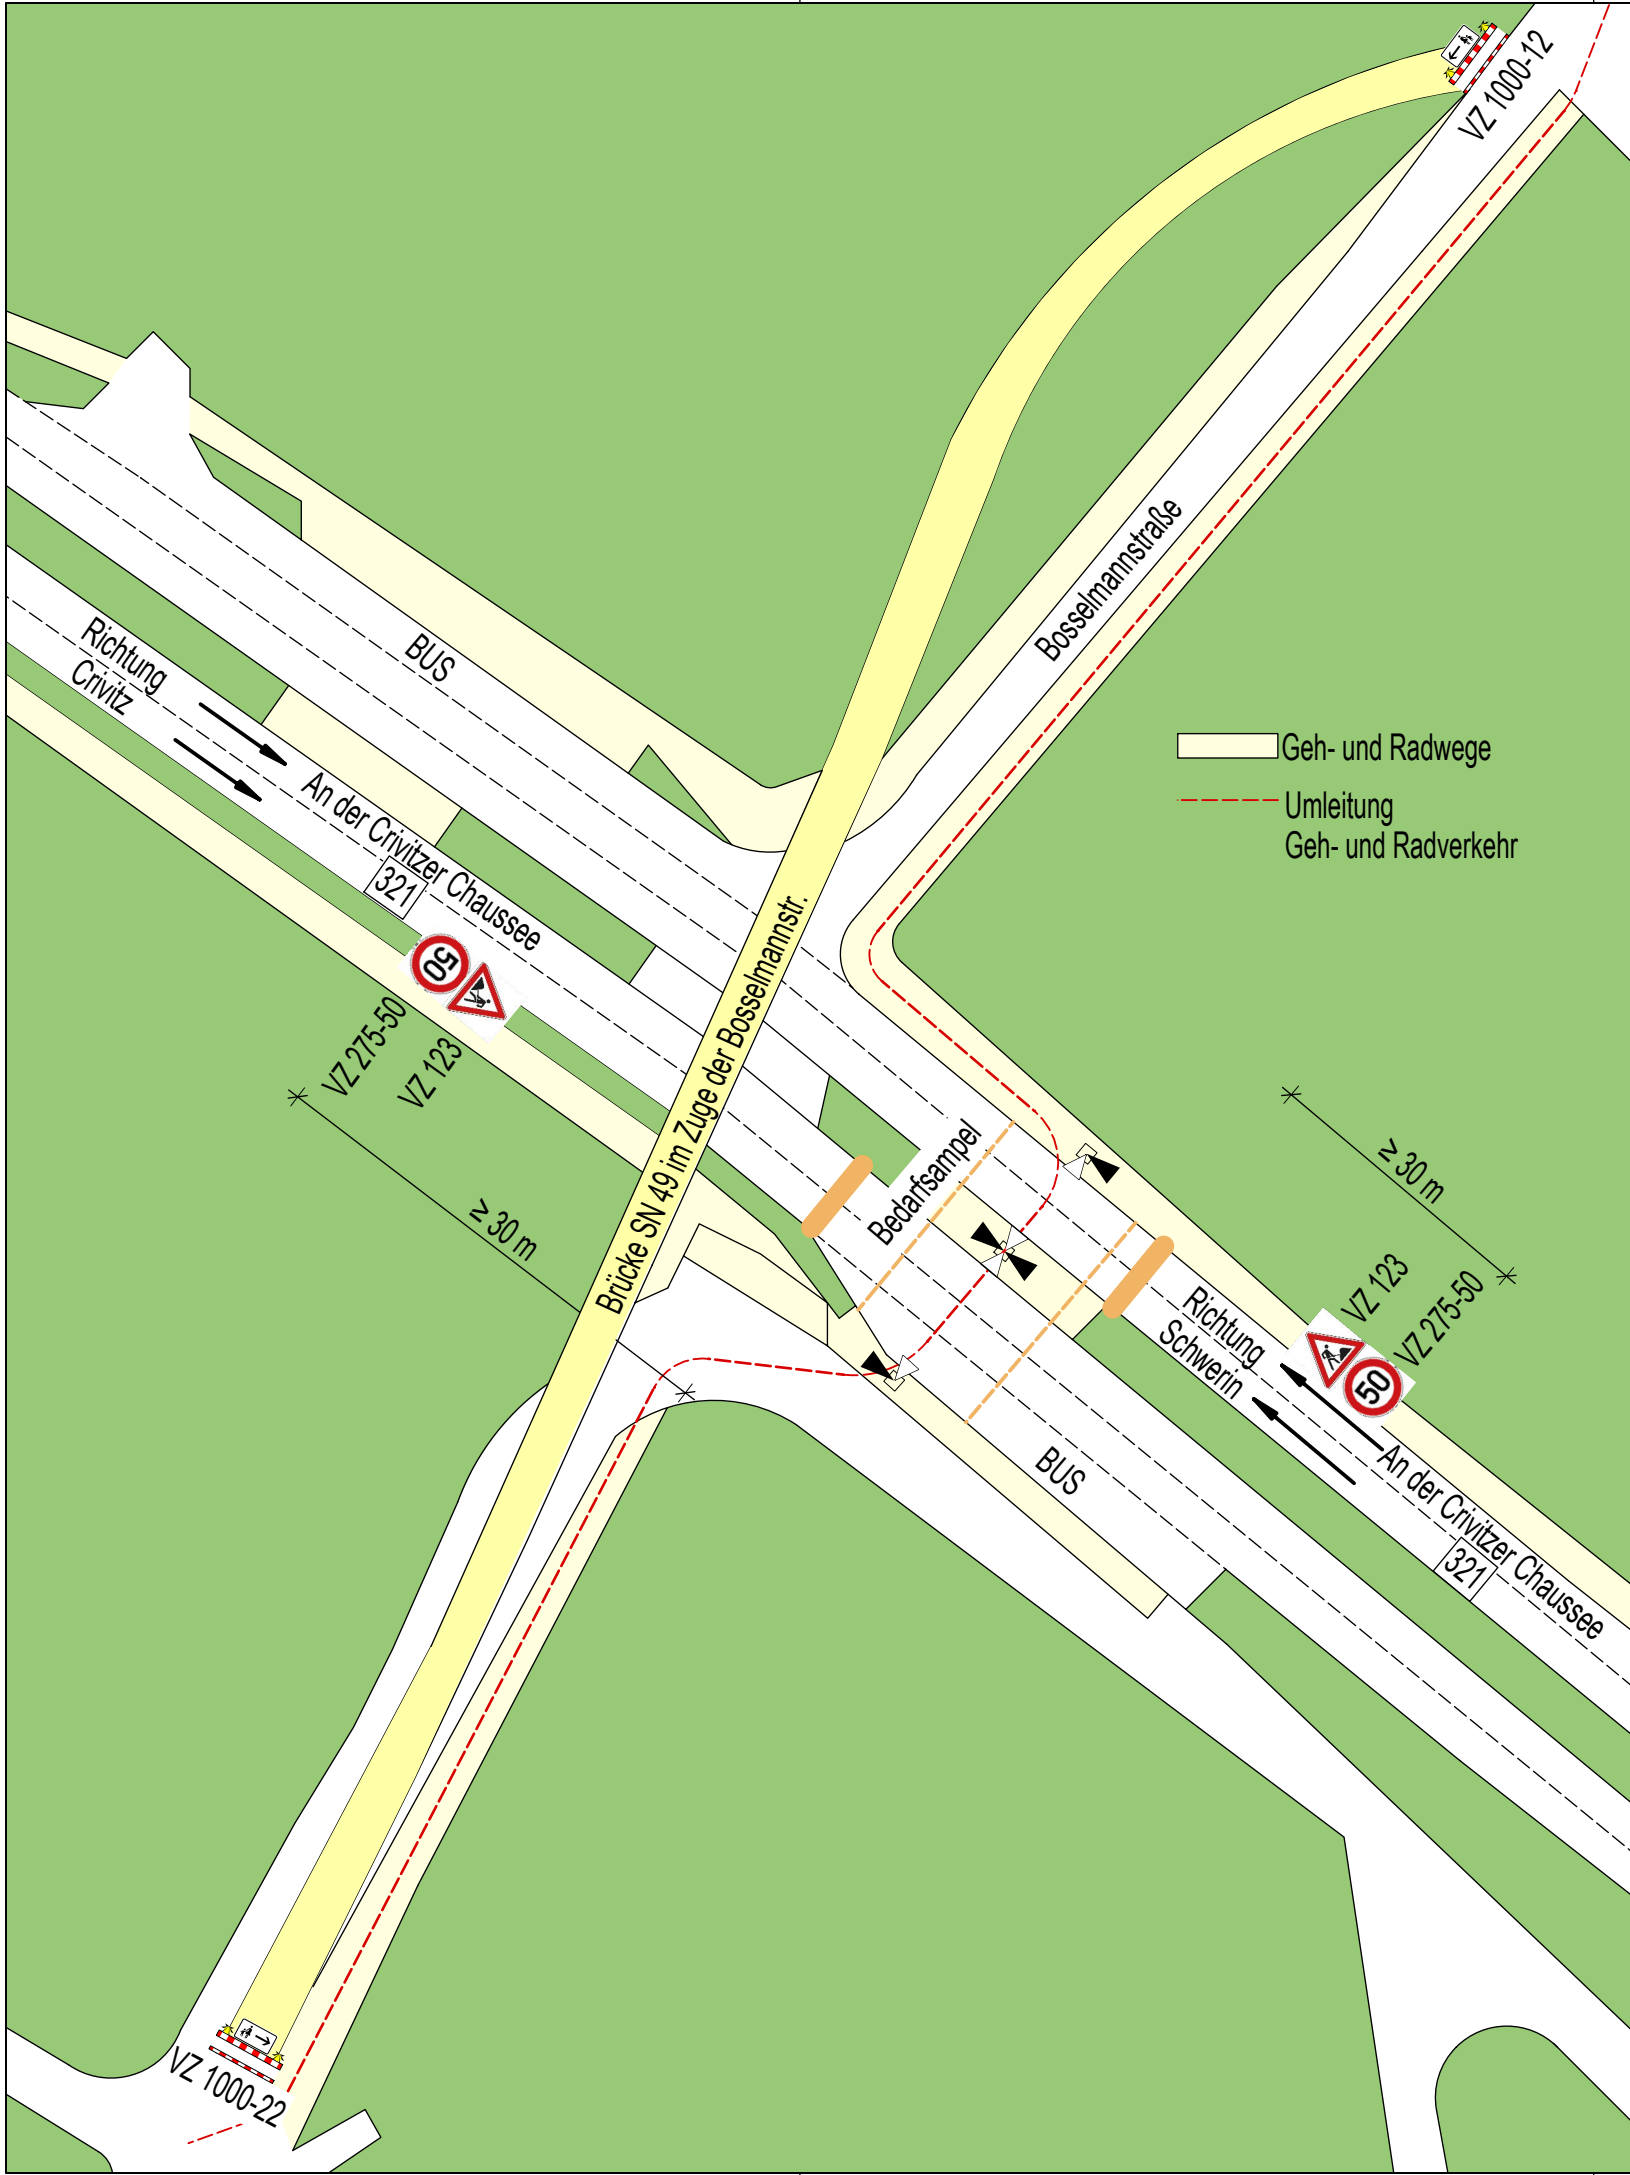 VZ 1000-12
Bosselmannstraße
Richtung
Crivitz
BUS
Geh- und Radwege
Umleitung
Geh- und Radverkehr
An der Crivitzer Chaussee
321
50
VZ 275-50
VZ 123
≥ 30 m
Brücke SN 49 im Zuge der Bosselmannstr.
Bedarfsampel
≥ 30 m
Richtung
Schwerin
VZ 123
VZ 275-50
50
BUS
An der Crivitzer Chaussee
321
VZ 1000-22